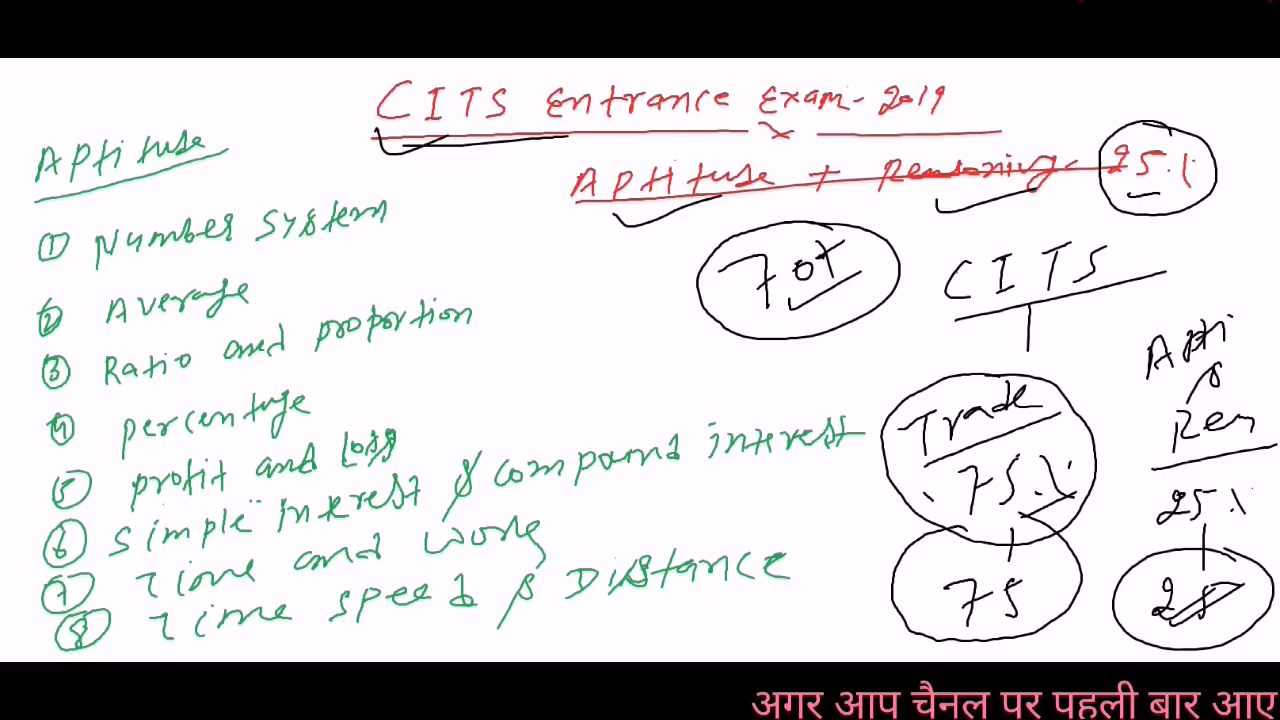 CITS Entrance Exam-2019
Aptituse + Reasoning- 25%
Aptituse
① Number System
② Average
③ Ratio and proportion
④ percentage
⑤ profit and loss
⑥ simple interest & compound interest
⑦ Time and work
⑧ Time speed & Distance
70+
CITS
Trade
75%
75
Apti
&
Rea
25%
25
अगर आप चैनल पर पहली बार आए